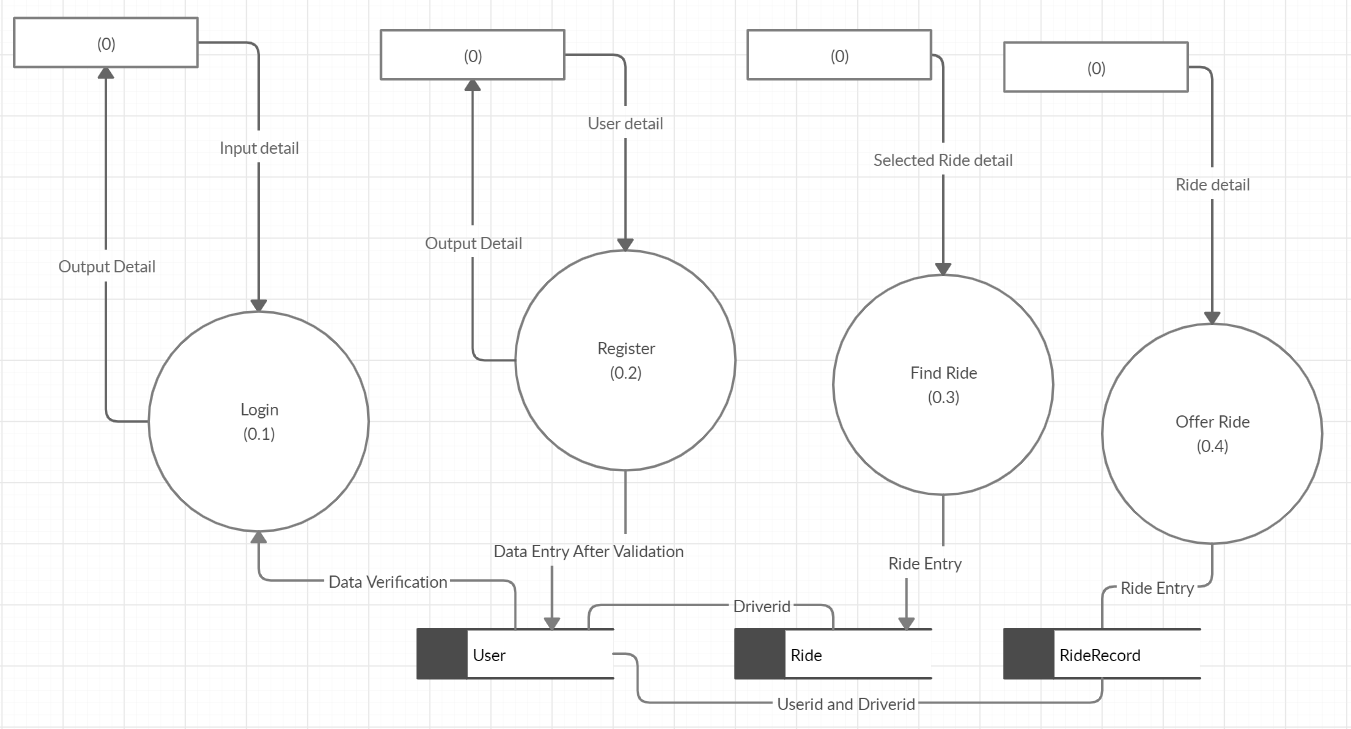 (0)
(0)
(0)
(0)
User detail
Input detail
Selected Ride detail
Ride detail
Output Detail
Output Detail
Register
(0.2)
Find Ride
(0.3)
Login
(0.1)
Offer Ride
(0.4)
Data Entry After Validation
Ride Entry
Data Verification
Ride Entry
Driverid
User
Ride
RideRecord
Userid and Driverid